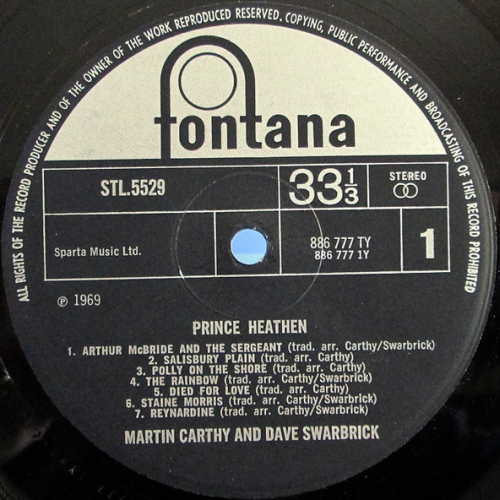 ALL RIGHTS OF THE RECORD PRODUCER AND OF THE OWNER OF THE WORK REPRODUCED RESERVED. COPYING, PUBLIC PERFORMANCE AND BROADCASTING OF THIS RECORD PROHIBITED
fontana
STL.5529
33 1/3
STEREO
Sparta Music Ltd.
886 777 TY
886 777 1Y
1
℗ 1969
PRINCE HEATHEN
1. ARTHUR McBRIDE AND THE SERGEANT (trad. arr. Carthy/Swarbrick)
2. SALISBURY PLAIN (trad. arr. Carthy)
3. POLLY ON THE SHORE (trad. arr. Carthy)
4. THE RAINBOW (trad. arr. Carthy/Swarbrick)
5. DIED FOR LOVE (trad. arr. Carthy)
6. STAINE MORRIS (trad. arr. Carthy/Swarbrick)
7. REYNARDINE (trad. arr. Carthy/Swarbrick)
MARTIN CARTHY AND DAVE SWARBRICK